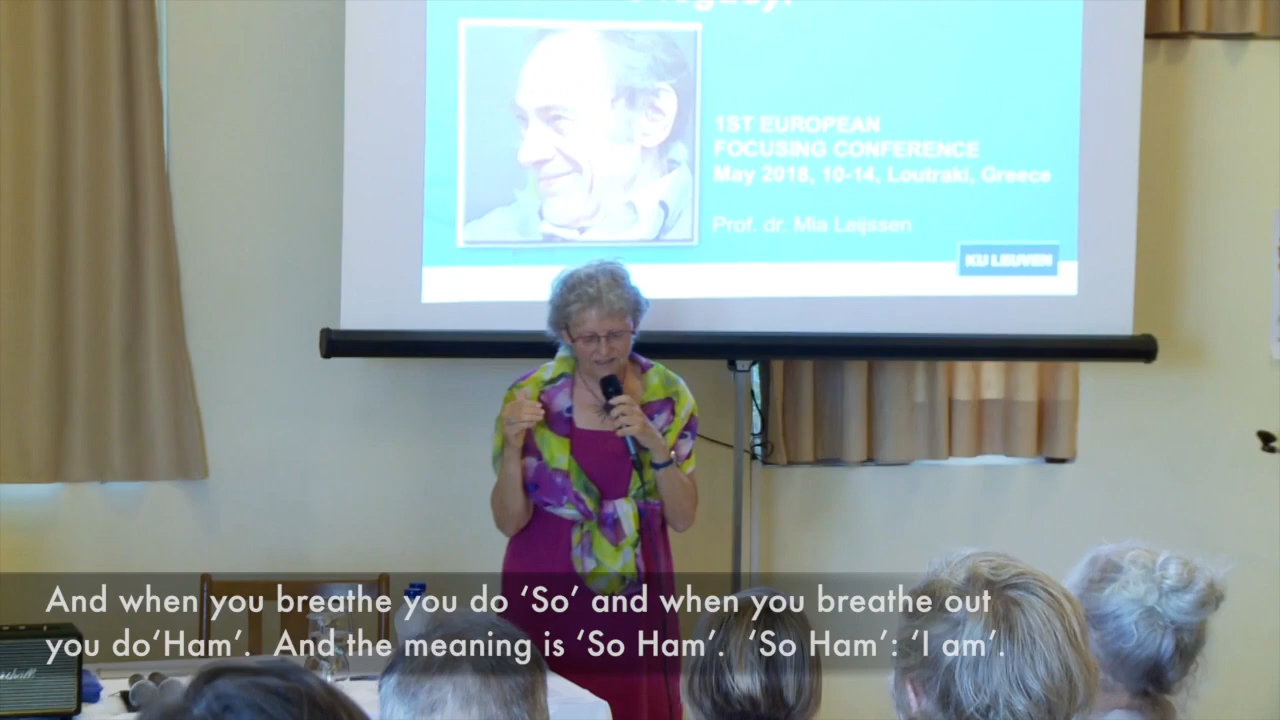 1ST EUROPEAN
FOCUSING CONFERENCE
May 2018, 10-14, Loutraki, Greece
Prof. dr. Mia Leijssen
KU LEUVEN
And when you breathe you do ‘So’ and when you breathe out
you do‘Ham’.  And the meaning is ‘So Ham’.  ‘So Ham’: ‘I am’.
Marshall